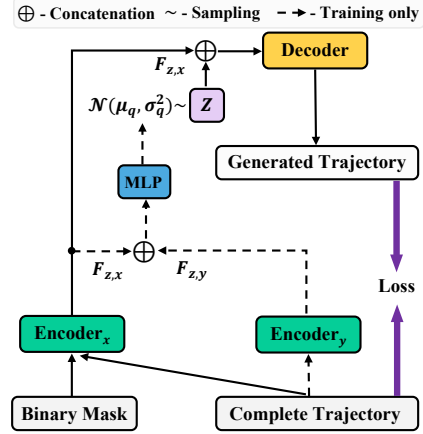 ⊕ - Concatenation ~ - Sampling - Training only
F_{z,x} ⊕ Decoder
𝒩(μ_q, σ_q^2) ~ Z
Generated Trajectory
MLP
F_{z,x} ⊕ F_{z,y}
Loss
Encoder_x Encoder_y
Binary Mask Complete Trajectory